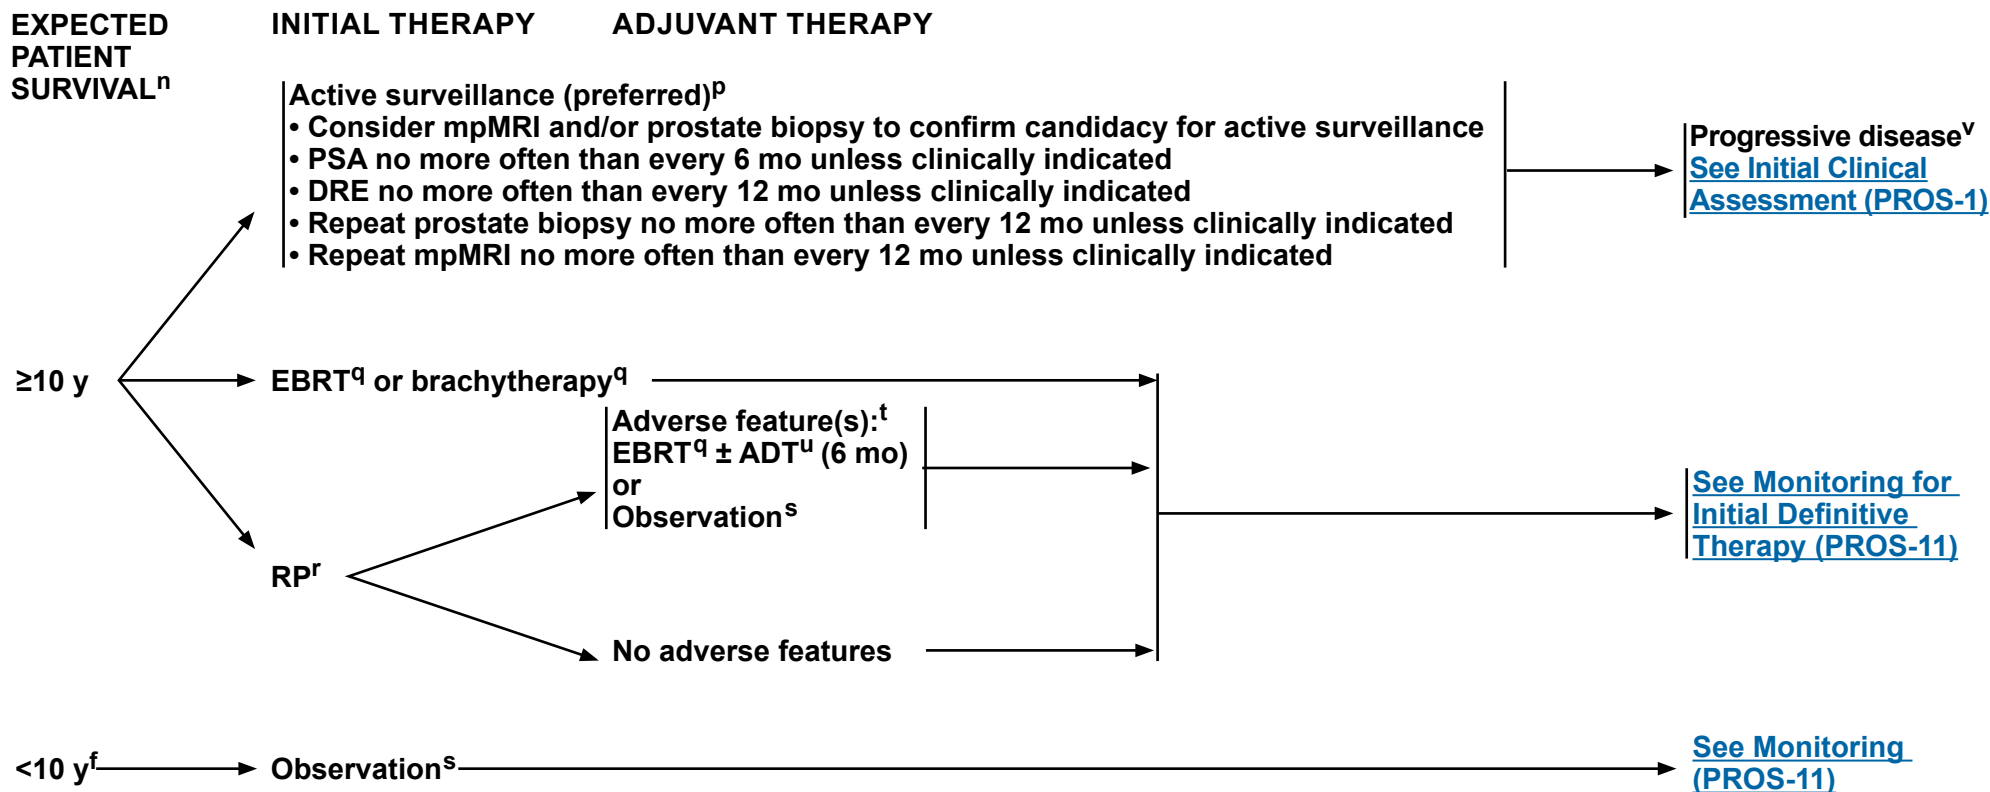 EXPECTED
PATIENT
SURVIVALⁿ
INITIAL THERAPY
ADJUVANT THERAPY
Active surveillance (preferred)ᵖ
• Consider mpMRI and/or prostate biopsy to confirm candidacy for active surveillance
• PSA no more often than every 6 mo unless clinically indicated
• DRE no more often than every 12 mo unless clinically indicated
• Repeat prostate biopsy no more often than every 12 mo unless clinically indicated
• Repeat mpMRI no more often than every 12 mo unless clinically indicated
Progressive diseaseᵛ
See Initial Clinical
Assessment (PROS-1)
≥10 y
EBRTq or brachytherapyq
Adverse feature(s):ᵗ
EBRTq ± ADTᵘ (6 mo)
or
Observationˢ
RPʳ
No adverse features
See Monitoring for
Initial Definitive
Therapy (PROS-11)
<10 yᶠ
Observationˢ
See Monitoring
(PROS-11)